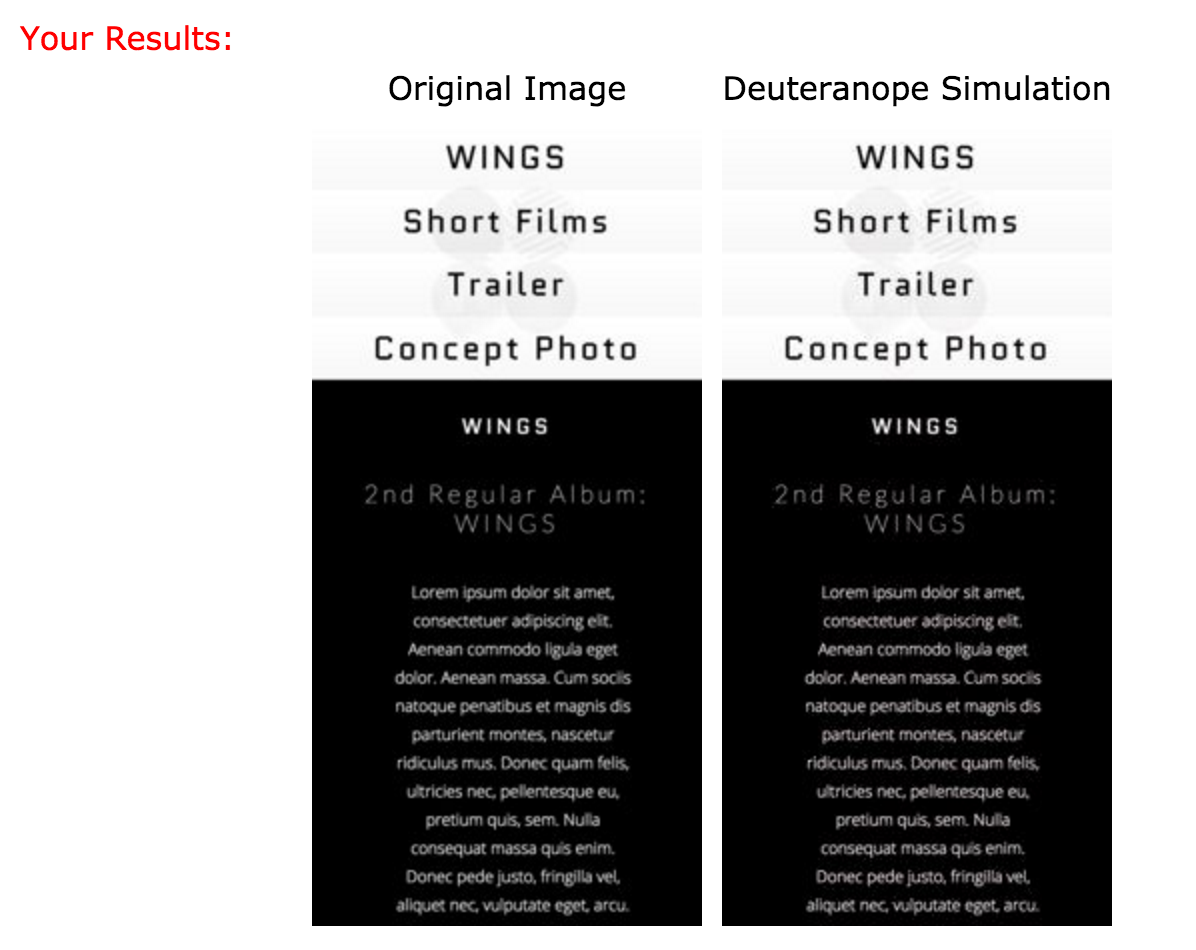 Your Results:
Original Image
Deuteranope Simulation
WINGS
Short Films
Trailer
Concept Photo
WINGS
2nd Regular Album:
WINGS
Lorem ipsum dolor sit amet,
consectetuer adipiscing elit.
Aenean commodo ligula eget
dolor. Aenean massa. Cum sociis
natoque penatibus et magnis dis
parturient montes, nascetur
ridiculus mus. Donec quam felis,
ultricies nec, pellentesque eu,
pretium quis, sem. Nulla
consequat massa quis enim.
Donec pede justo, fringilla vel,
aliquet nec, vulputate eget, arcu.
WINGS
Short Films
Trailer
Concept Photo
WINGS
2nd Regular Album:
WINGS
Lorem ipsum dolor sit amet,
consectetuer adipiscing elit.
Aenean commodo ligula eget
dolor. Aenean massa. Cum sociis
natoque penatibus et magnis dis
parturient montes, nascetur
ridiculus mus. Donec quam felis,
ultricies nec, pellentesque eu,
pretium quis, sem. Nulla
consequat massa quis enim.
Donec pede justo, fringilla vel,
aliquet nec, vulputate eget, arcu.